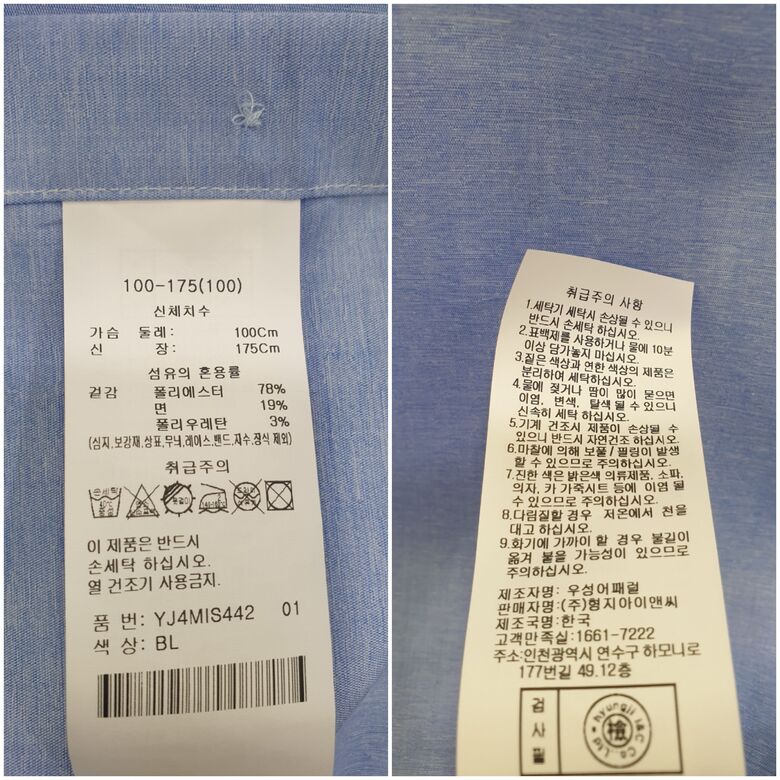 100-175(100)
신체치수
가슴 둘레: 100Cm
신 장: 175Cm
섬유의 혼용률
겉감 폴리에스터 78%
면 19%
폴리우레탄 3%
(심지,보강재,상표,무늬,레이스,밴드,자수,장식 제외)
취급주의
이 제품은 반드시
손세탁 하십시오.
열 건조기 사용금지.
품 번: YJ4MIS442 01
색 상: BL
취급주의 사항
1.세탁기 세탁시 손상될 수 있으니
반드시 손세탁 하십시오.
2.표백제를 사용하거나 물에 10분
이상 담가놓지 마십시오.
3.짙은 색상과 연한 색상의 제품은
분리하여 세탁하십시오.
4.물에 젖거나 땀이 많이 묻으면
이염, 변색, 탈색 될 수 있으니
신속히 세탁 하십시오.
5.기계 건조시 제품이 손상될 수
있으니 반드시 자연건조 하십시오.
6.마찰에 의해 보풀/필링이 발생
할 수 있으므로 주의하십시오.
7.진한 색은 밝은색 의류제품, 소파,
의자, 카 가죽시트 등에 이염 될
수 있으므로 주의하십시오.
8.다림질할 경우 저온에서 천을
대고 하십시오.
9.화기에 가까이 할 경우 불길이
옮겨 붙을 가능성이 있으므로
주의하십시오.
제조자명:우성어패럴
판매자명:(주)형지아이앤씨
제조국명:한국
고객만족실:1661-7222
주소:인천광역시 연수구 하모니로
177번길 49.12층
검사필
hyungji I&C Co.,Ltd
檢